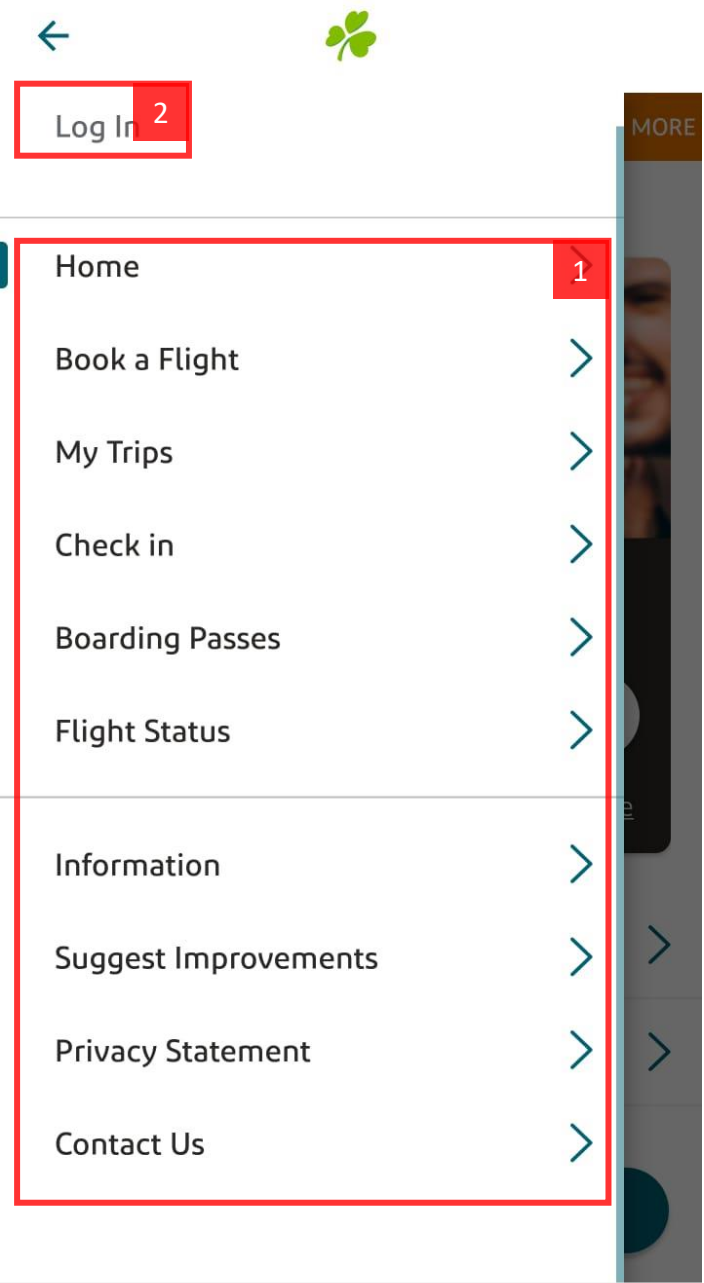 Log In
2
MORE
Home
1
Book a Flight
My Trips
Check in
Boarding Passes
Flight Status
e
Information
Suggest Improvements
Privacy Statement
Contact Us